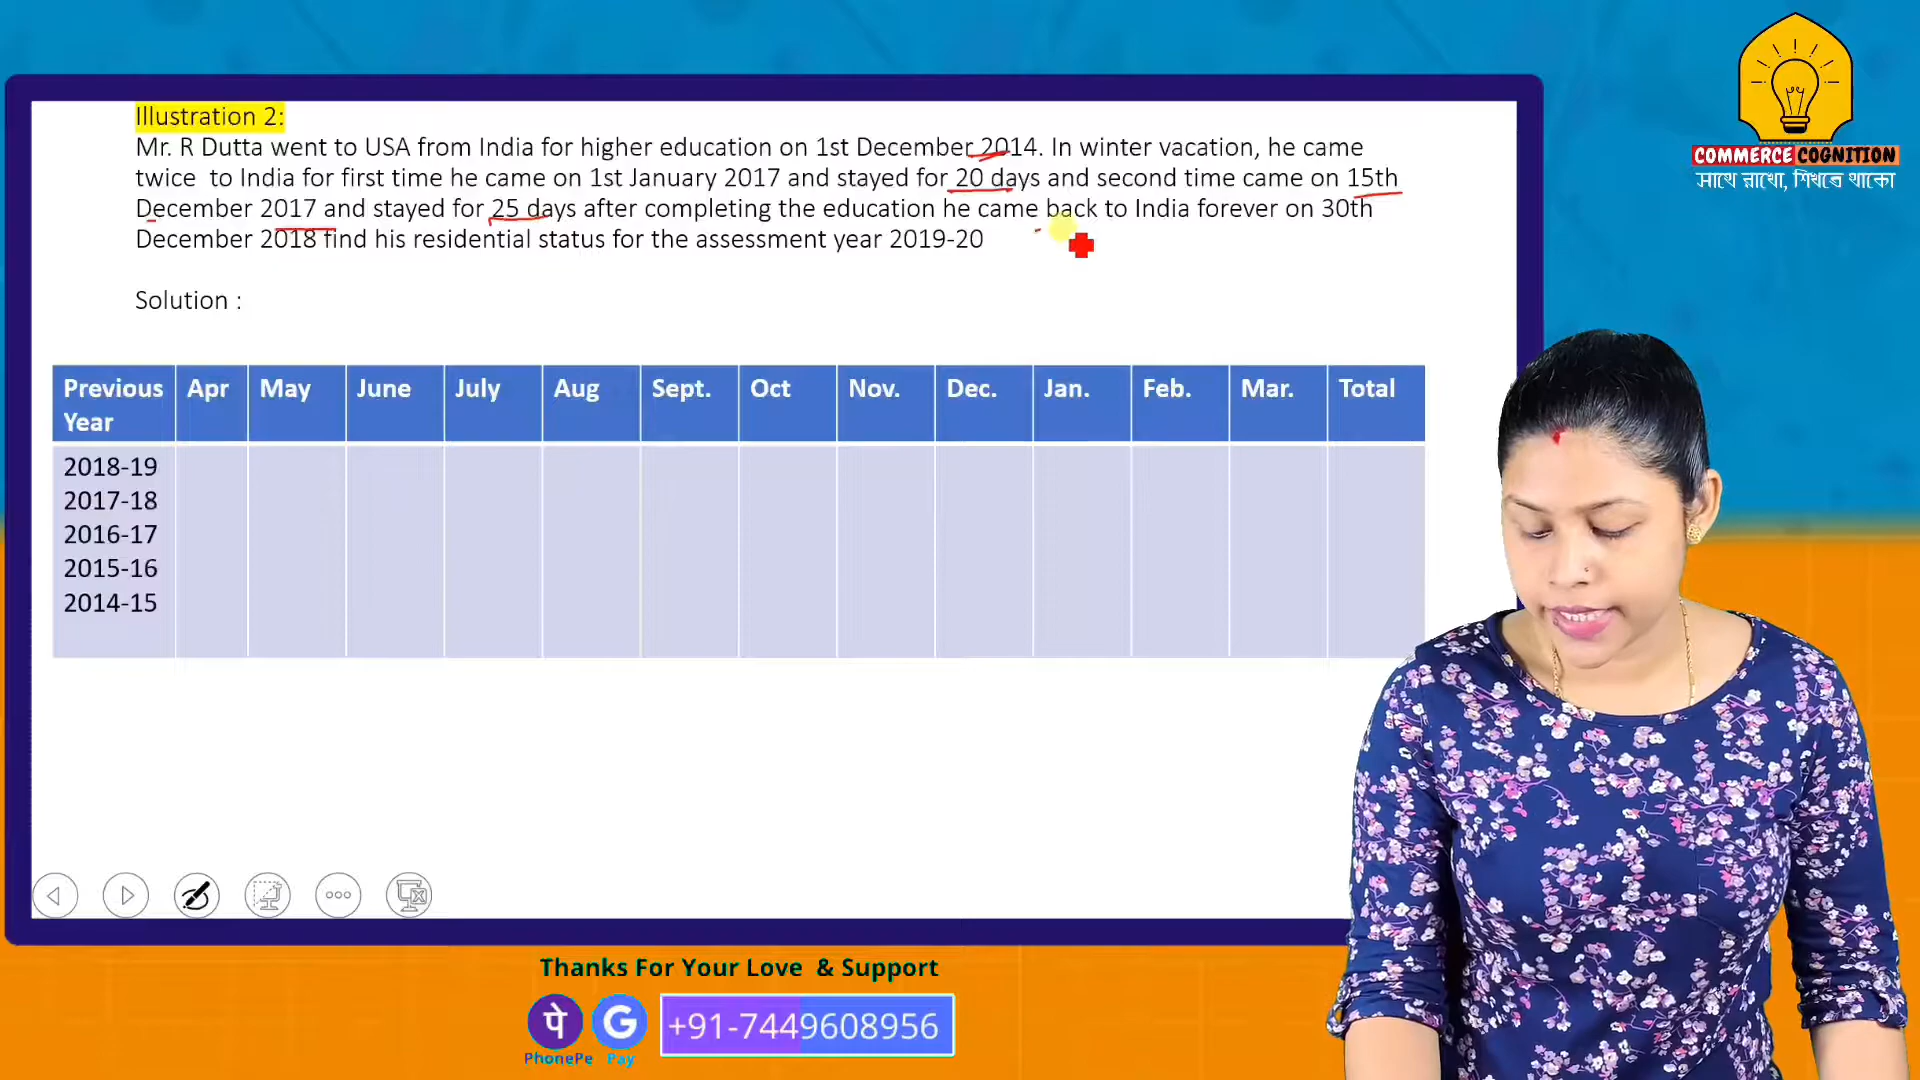 COMMERCE COGNITION
সাথে রাখো, শিখতে থাকো
Illustration 2:
Mr. R Dutta went to USA from India for higher education on 1st December 2014. In winter vacation, he came
twice to India for first time he came on 1st January 2017 and stayed for 20 days and second time came on 15th
December 2017 and stayed for 25 days after completing the education he came back to India forever on 30th
December 2018 find his residential status for the assessment year 2019-20
Solution :
Previous Year Apr May June July Aug Sept. Oct Nov. Dec. Jan. Feb. Mar. Total
2018-19
2017-18
2016-17
2015-16
2014-15
Thanks For Your Love & Support
पे G +91-7449608956
PhonePe Pay